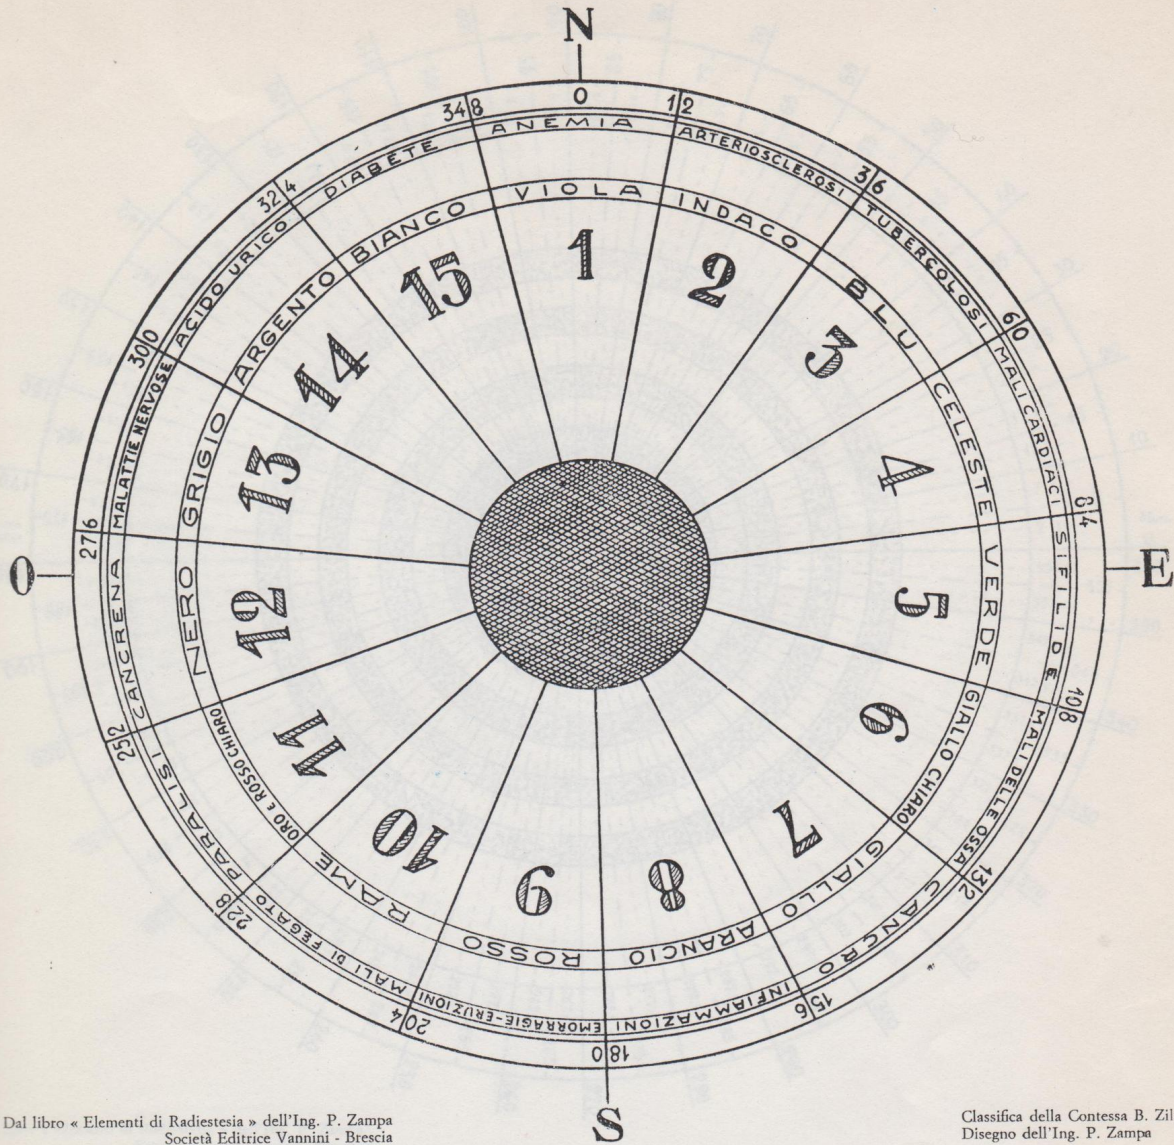 N
0
12
36
60
84
108
132
156
180
204
228
252
276
300
324
348
ANEMIA
ARTERIOSCLEROSI
TUBERCOLOSI
MALI CARDIACI
SIFILIDE
MALI DELLE OSSA
CANCRO
INFIAMMAZIONI
EMORRAGIE-ERUZIONI
MALI DI FEGATO
PARALISI
CANCRENA
MALATTIE NERVOSE
ACIDO URICO
DIABETE
VIOLA
INDACO
BLU
CELESTE
VERDE
GIALLO CHIARO
GIALLO
ARANCIO
ROSSO
RAME
ORO E ROSSO CHIARO
NERO
GRIGIO
ARGENTO
BIANCO
1
2
3
4
5
6
7
8
9
10
11
12
13
14
15
E
S
O
Dal libro « Elementi di Radiestesia » dell'Ing. P. Zampa
Società Editrice Vannini - Brescia
Classifica della Contessa B. Zil
Disegno dell'Ing. P. Zampa